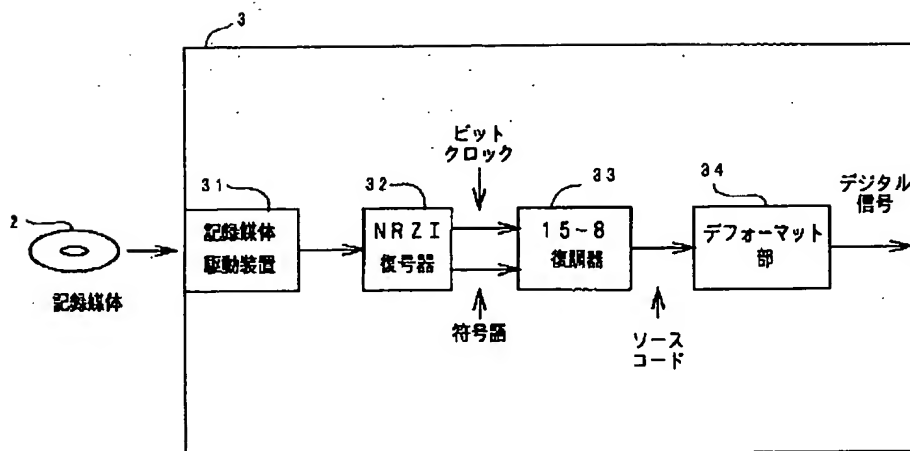 3
ビット
クロック
31
32
33
34
デジタル
信号
2
記録媒体
駆動装置
NRZI
復号器
15-8
復調器
デフォーマット
部
記録媒体
符号語
ソース
コード